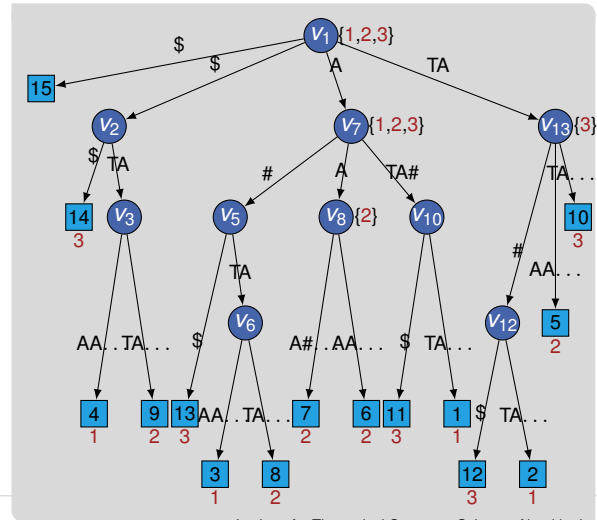 v1 {1,2,3}
$ $ A TA
15
v2 v7 {1,2,3} v13 {3}
$ TA # A TA# TA...
14 v3 v5 v8 {2} v10 10
3 3
TA # AA...
v6 v12 5
2
AA... TA... $ A#... AA... $ TA... $ TA...
4 9 13 AA... TA... 7 6 11 1
1 2 3 2 2 3 1
3 8 12 2
1 2 3 1